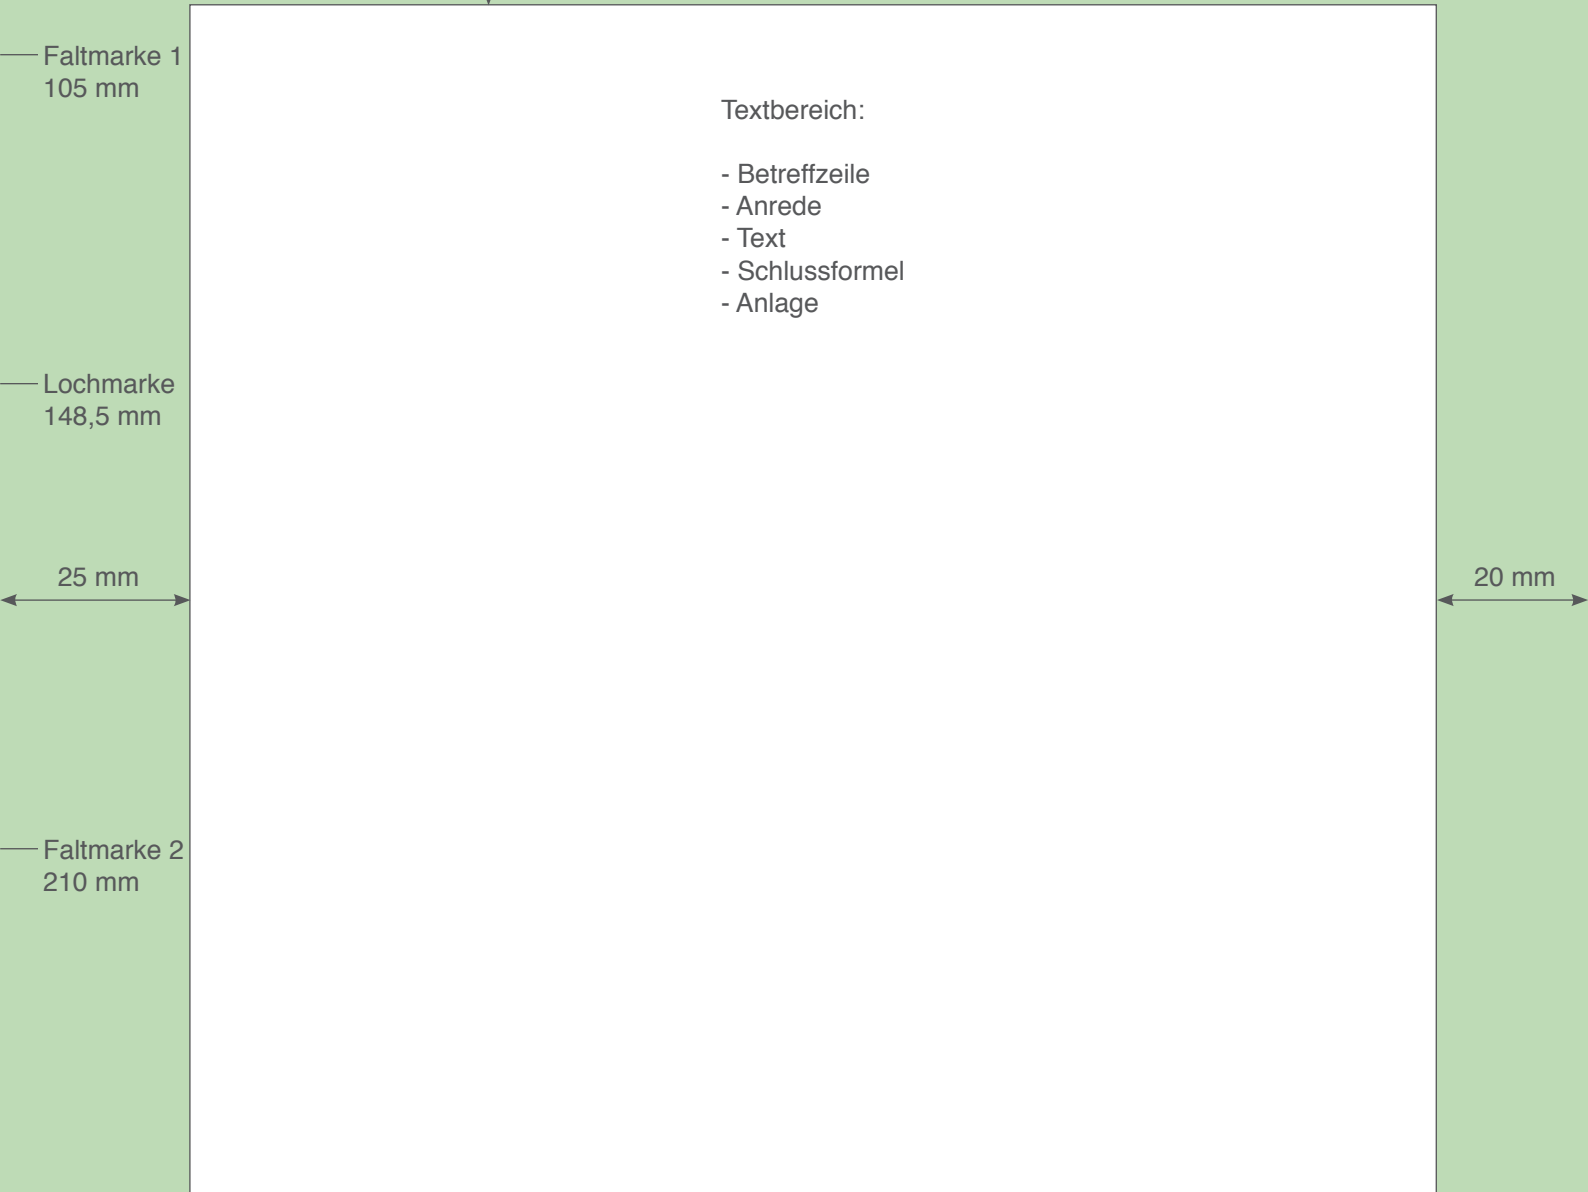 Faltmarke 1
105 mm
Textbereich:
- Betreffzeile
- Anrede
- Text
- Schlussformel
- Anlage
Lochmarke
148,5 mm
25 mm
20 mm
Faltmarke 2
210 mm